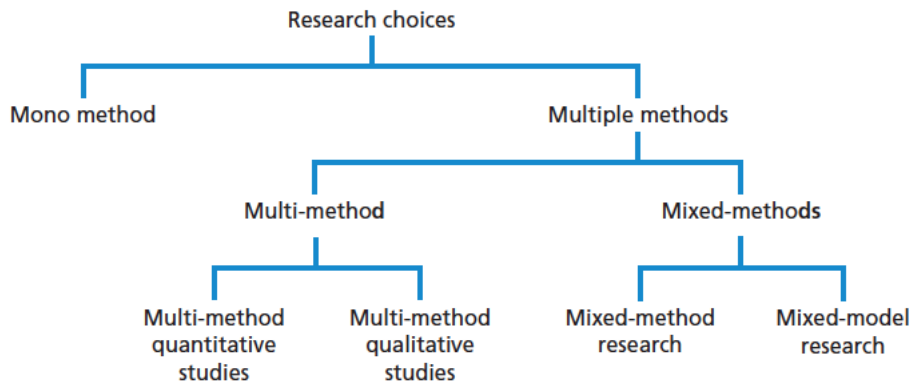 Research choices
Mono method
Multiple methods
Multi-method
Mixed-methods
Multi-method
quantitative
studies
Multi-method
qualitative
studies
Mixed-method
research
Mixed-model
research